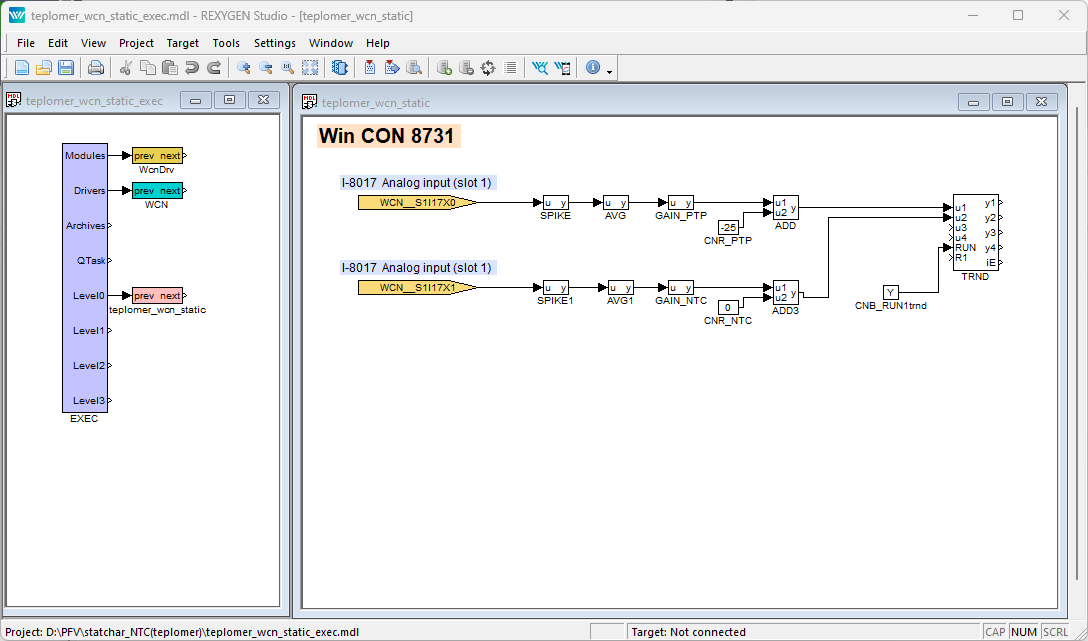 teplomer_wcn_static_exec.mdl - REXYGEN Studio - [teplomer_wcn_static]
File Edit View Project Target Tools Settings Window Help
teplomer_wcn_static_exec
Modules
prev next
WcnDrv
Drivers
prev next
WCN
Archives
QTask
Level0
prev next
teplomer_wcn_static
Level1
Level2
Level3
EXEC
teplomer_wcn_static
Win CON 8731
I-8017 Analog input (slot 1)
WCN__S1I17X0
u y
SPIKE
u y
AVG
u y
GAIN_PTP
-25
CNR_PTP
u1
u2 y
ADD
I-8017 Analog input (slot 1)
WCN__S1I17X1
u y
SPIKE1
u y
AVG1
u y
GAIN_NTC
0
CNR_NTC
u1
u2 y
ADD3
Y
CNB_RUN1trnd
u1 y1
u2 y2
u3 y3
u4 y4
RUN
R1 iE
TRND
Project: D:\PFV\statchar_NTC(teplomer)\teplomer_wcn_static_exec.mdl
Target: Not connected
CAP NUM SCRL